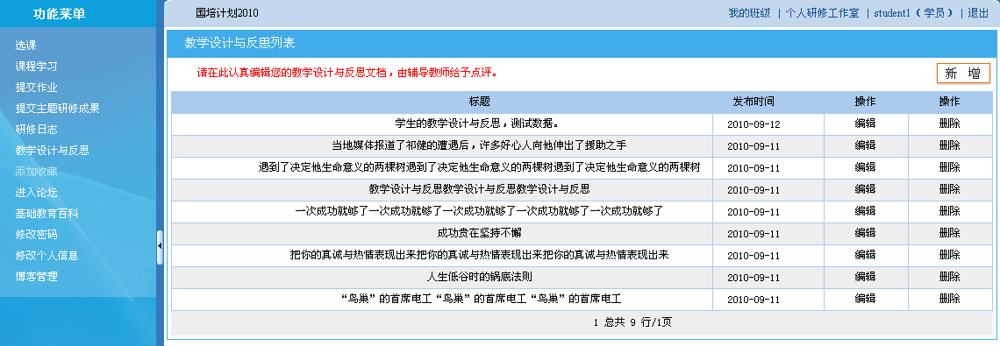 功能菜单
国培计划2010
我的班级 | 个人研修工作室 | student1（学员） | 退出
选课
课程学习
提交作业
提交主题研修成果
研修日志
教学设计与反思
添加收藏
进入论坛
基础教育百科
修改密码
修改个人信息
博客管理
教学设计与反思列表
请在此认真编辑您的教学设计与反思文档，由辅导教师给予点评。
新 增
标题 发布时间 操作 操作
学生的教学设计与反思，测试数据。 2010-09-12 编辑 删除
当地媒体报道了祁健的遭遇后，许多好心人向他伸出了援助之手 2010-09-11 编辑 删除
遇到了决定他生命意义的两棵树遇到了决定他生命意义的两棵树遇到了决定他生命意义的两棵树 2010-09-11 编辑 删除
教学设计与反思教学设计与反思教学设计与反思 2010-09-11 编辑 删除
一次成功就够了一次成功就够了一次成功就够了一次成功就够了一次成功就够了 2010-09-11 编辑 删除
成功贵在坚持不懈 2010-09-11 编辑 删除
把你的真诚与热情表现出来把你的真诚与热情表现出来把你的真诚与热情表现出来 2010-09-11 编辑 删除
人生低谷时的锅底法则 2010-09-11 编辑 删除
“鸟巢”的首席电工“鸟巢”的首席电工“鸟巢”的首席电工 2010-09-11 编辑 删除
1 总共 9 行/1页